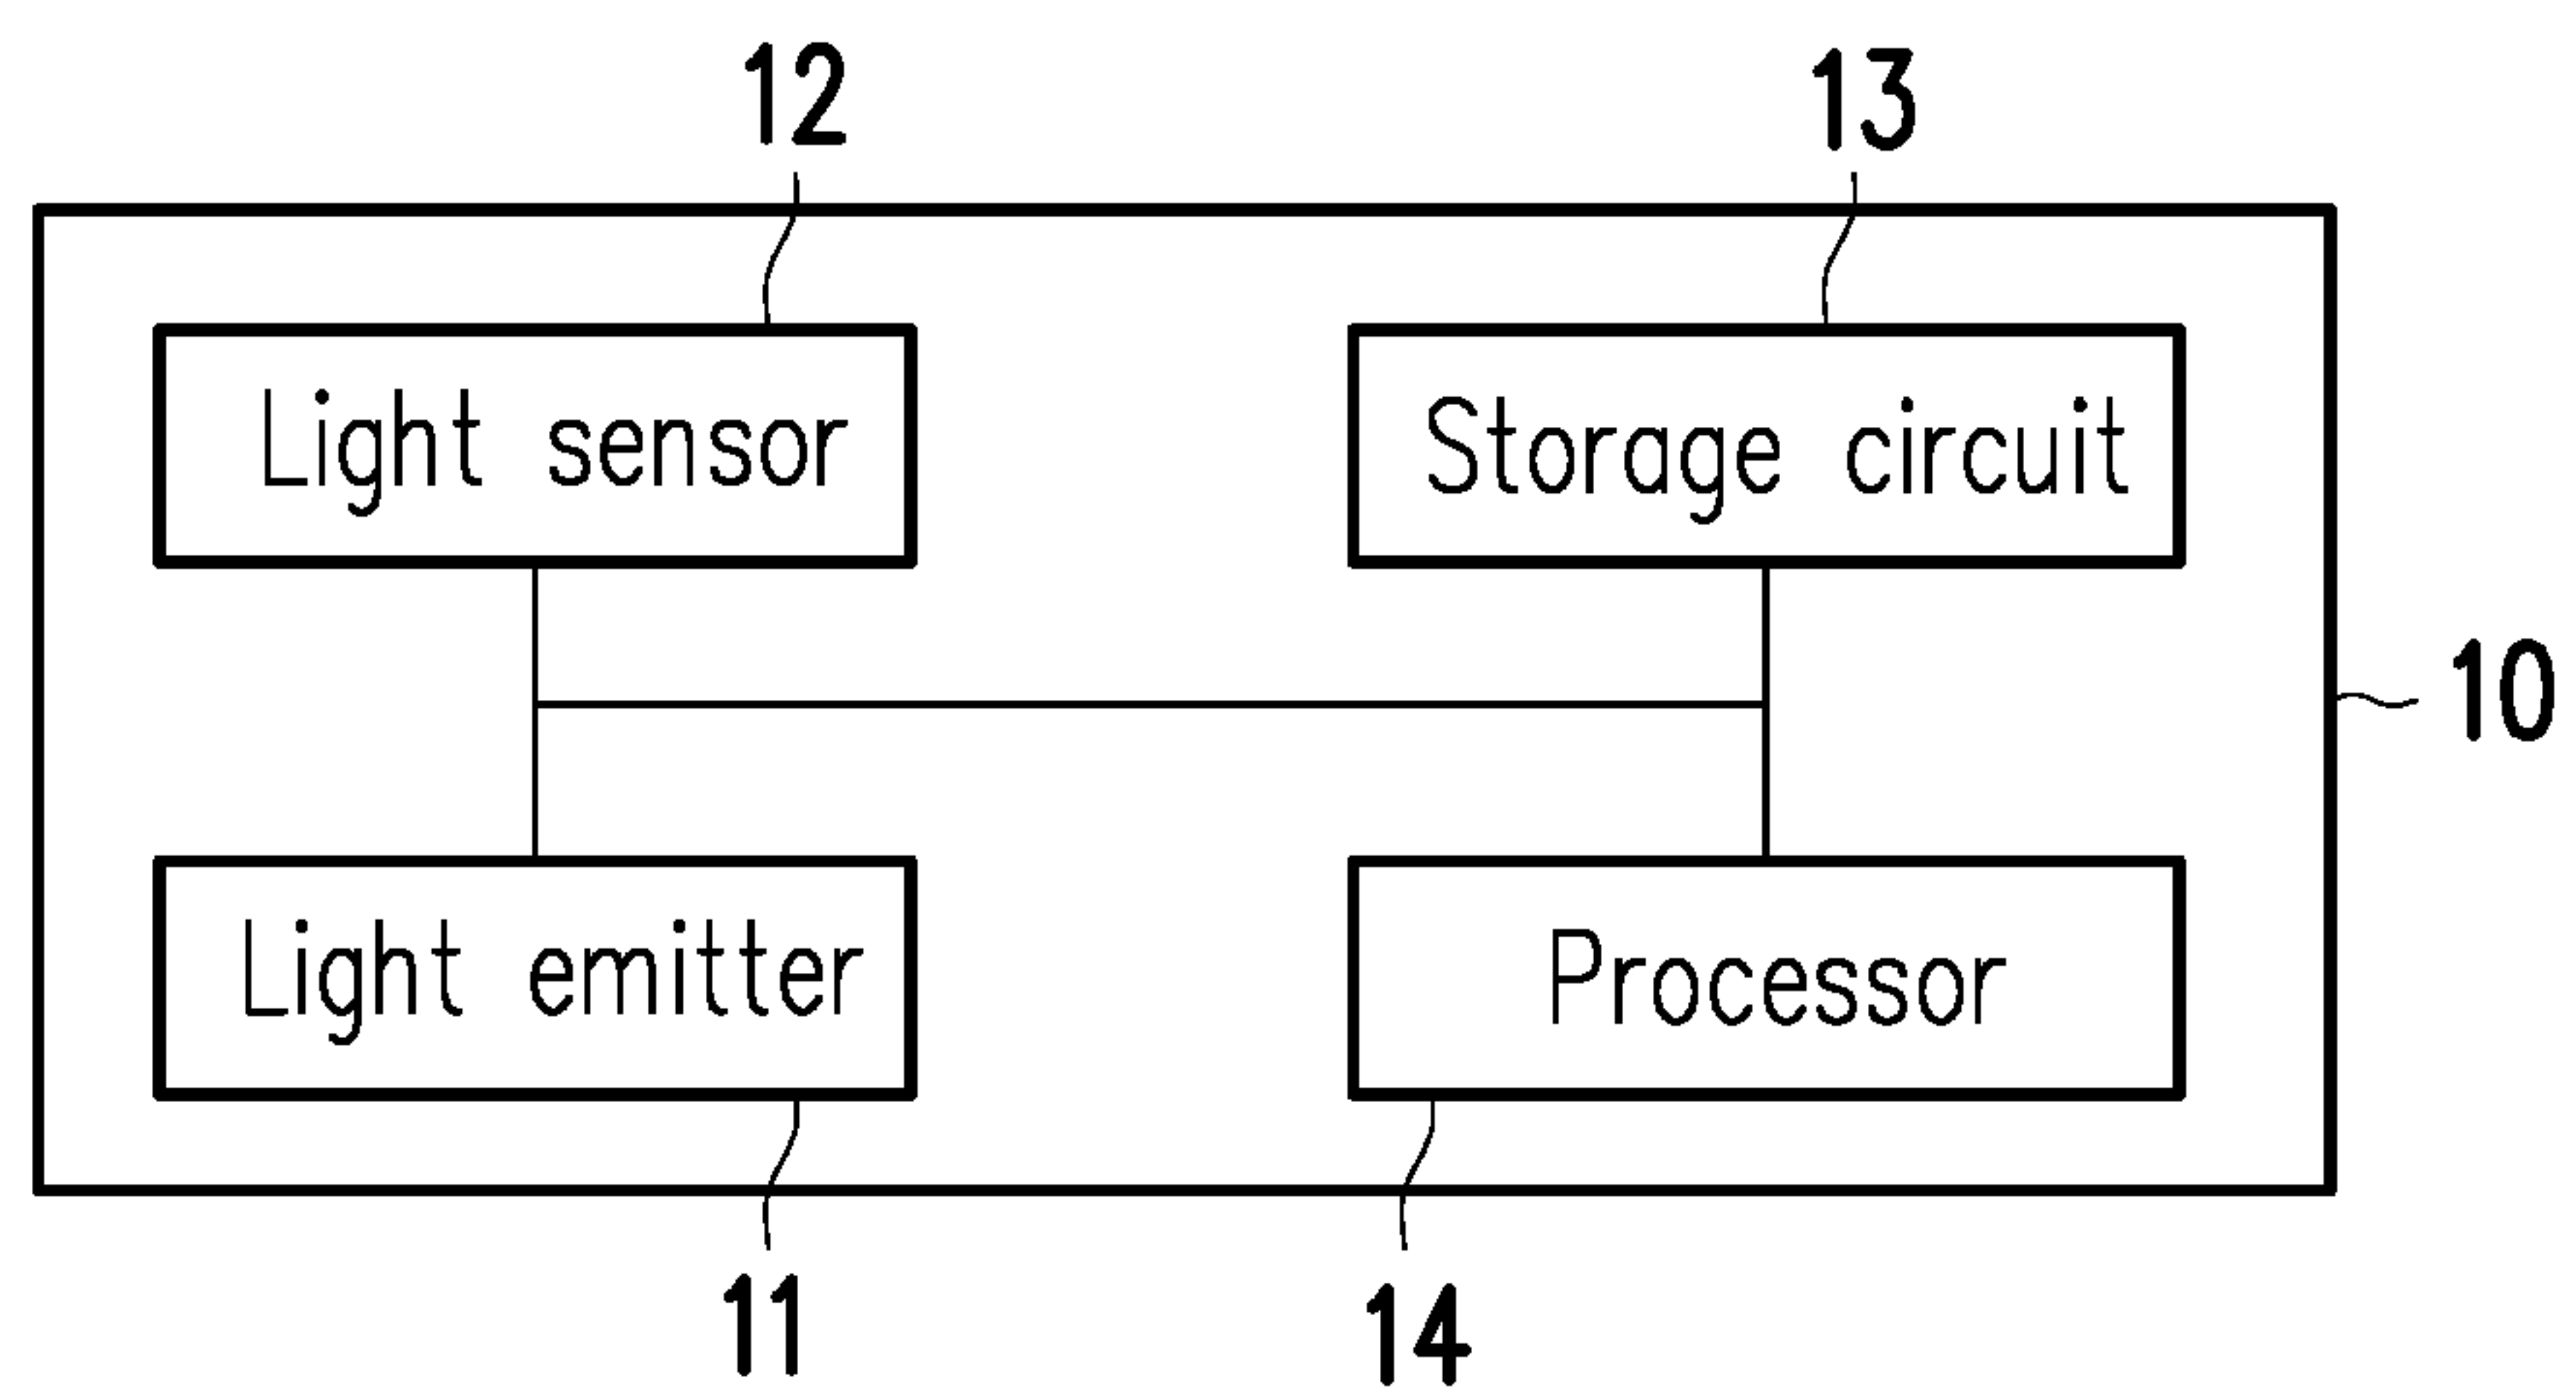 12
13
Light sensor
Storage circuit
10
Light emitter
Processor
11
14